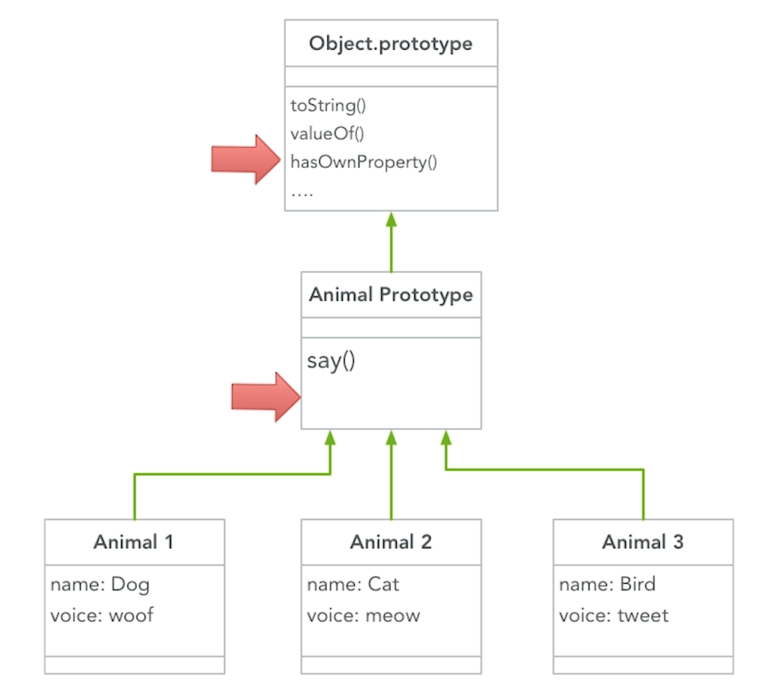 Object.prototype
toString()
valueOf()
hasOwnProperty()
....
Animal Prototype
say()
Animal 1
name: Dog
voice: woof
Animal 2
name: Cat
voice: meow
Animal 3
name: Bird
voice: tweet